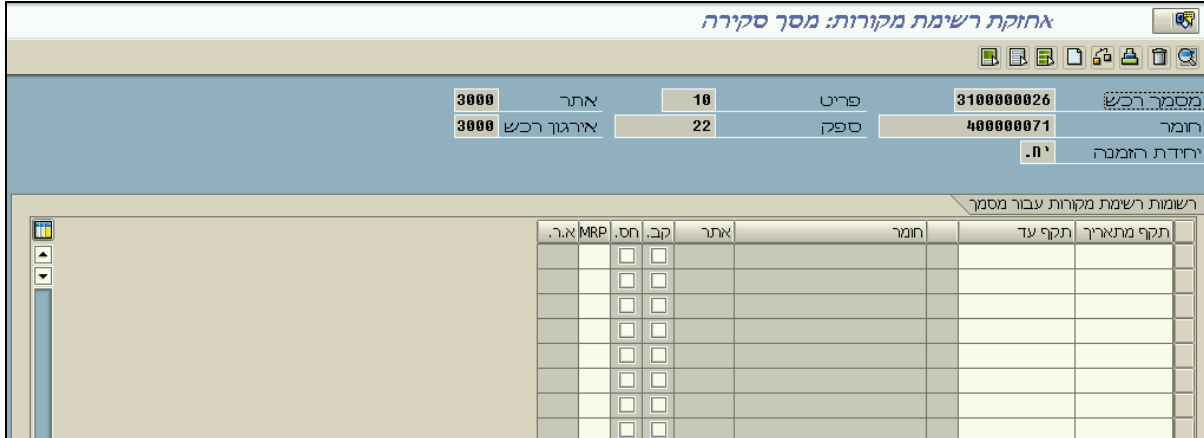 אחזקת רשימת מקורות: מסך סקירה
מסמך רכש 3100000026 פריט 10 אתר 3000
חומר 400000071 ספק 22 אירגון רכש 3000
יחידת הזמנה יח.
רשומות רשימת מקורות עבור מסמך
תקף מתאריך תקף עד חומר אתר קב. חס. MRP א.ר.